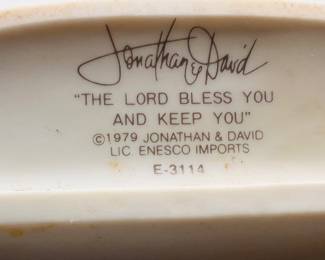 Jonathan & David
"THE LORD BLESS YOU
AND KEEP YOU"
©1979 JONATHAN & DAVID
LIC. ENESCO IMPORTS
E-3114